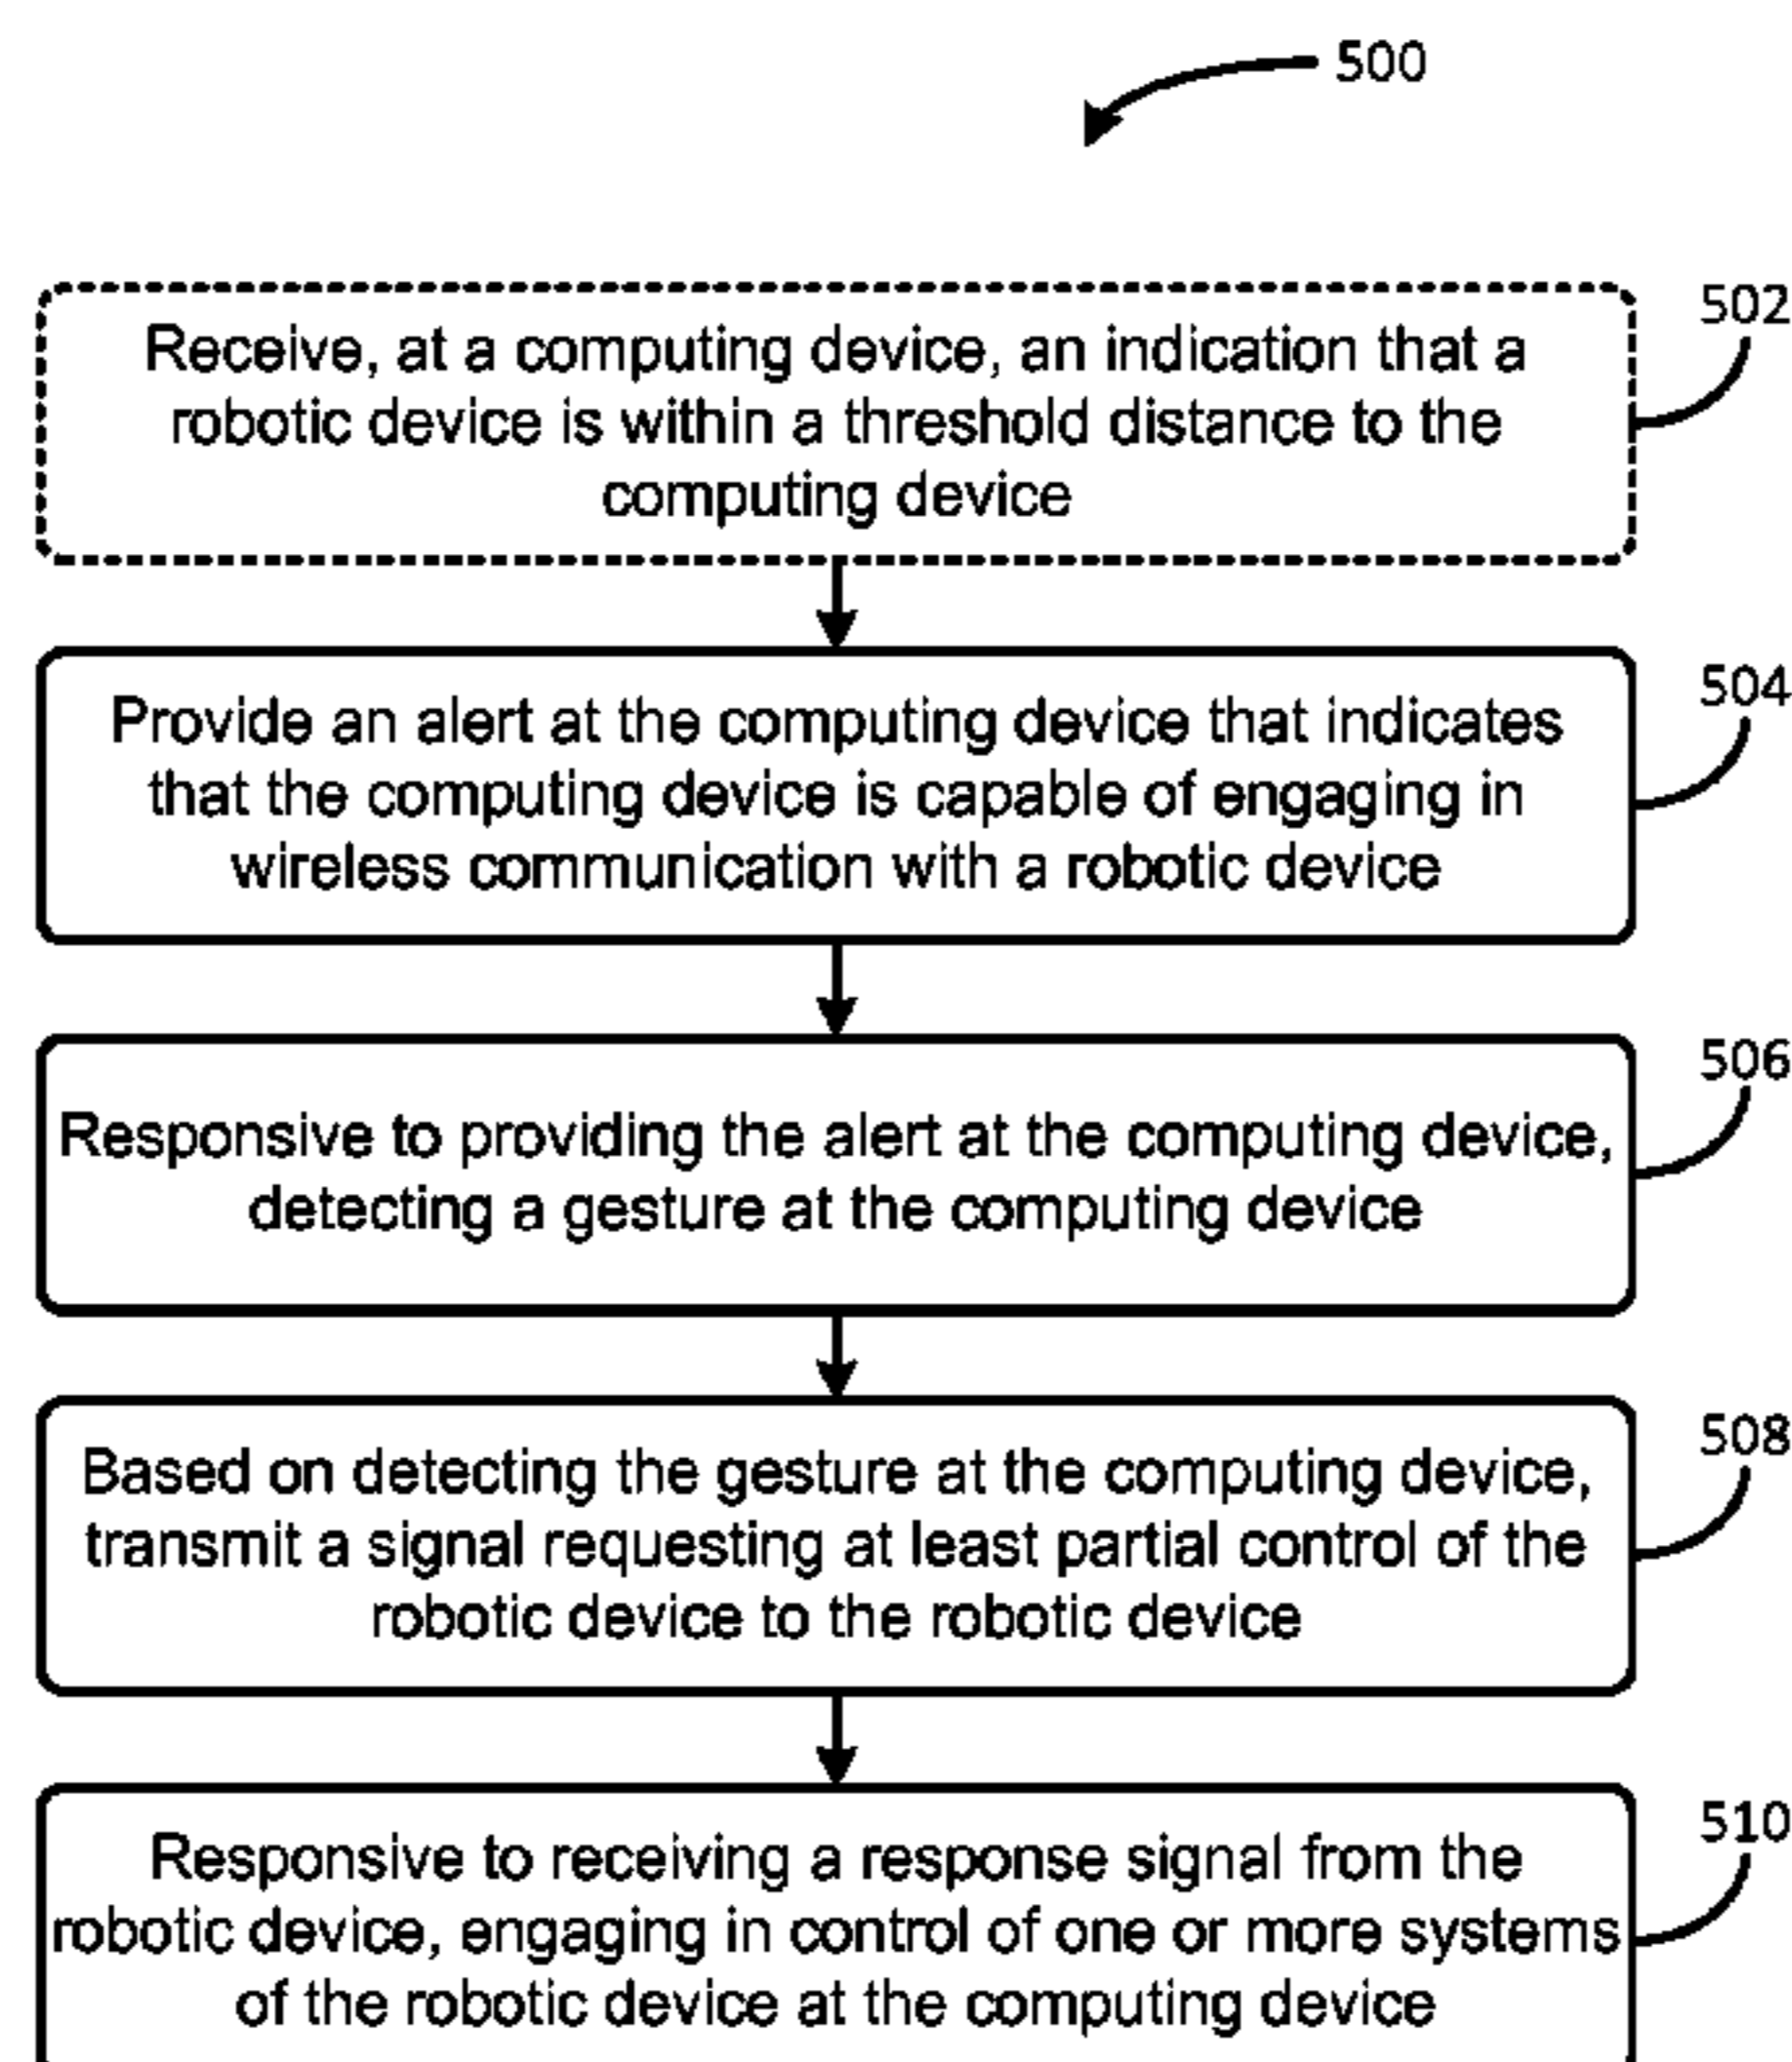 500
502
Receive, at a computing device, an indication that a
robotic device is within a threshold distance to the
computing device
504
Provide an alert at the computing device that indicates
that the computing device is capable of engaging in
wireless communication with a robotic device
506
Responsive to providing the alert at the computing device,
detecting a gesture at the computing device
508
Based on detecting the gesture at the computing device,
transmit a signal requesting at least partial control of the
robotic device to the robotic device
510
Responsive to receiving a response signal from the
robotic device, engaging in control of one or more systems
of the robotic device at the computing device